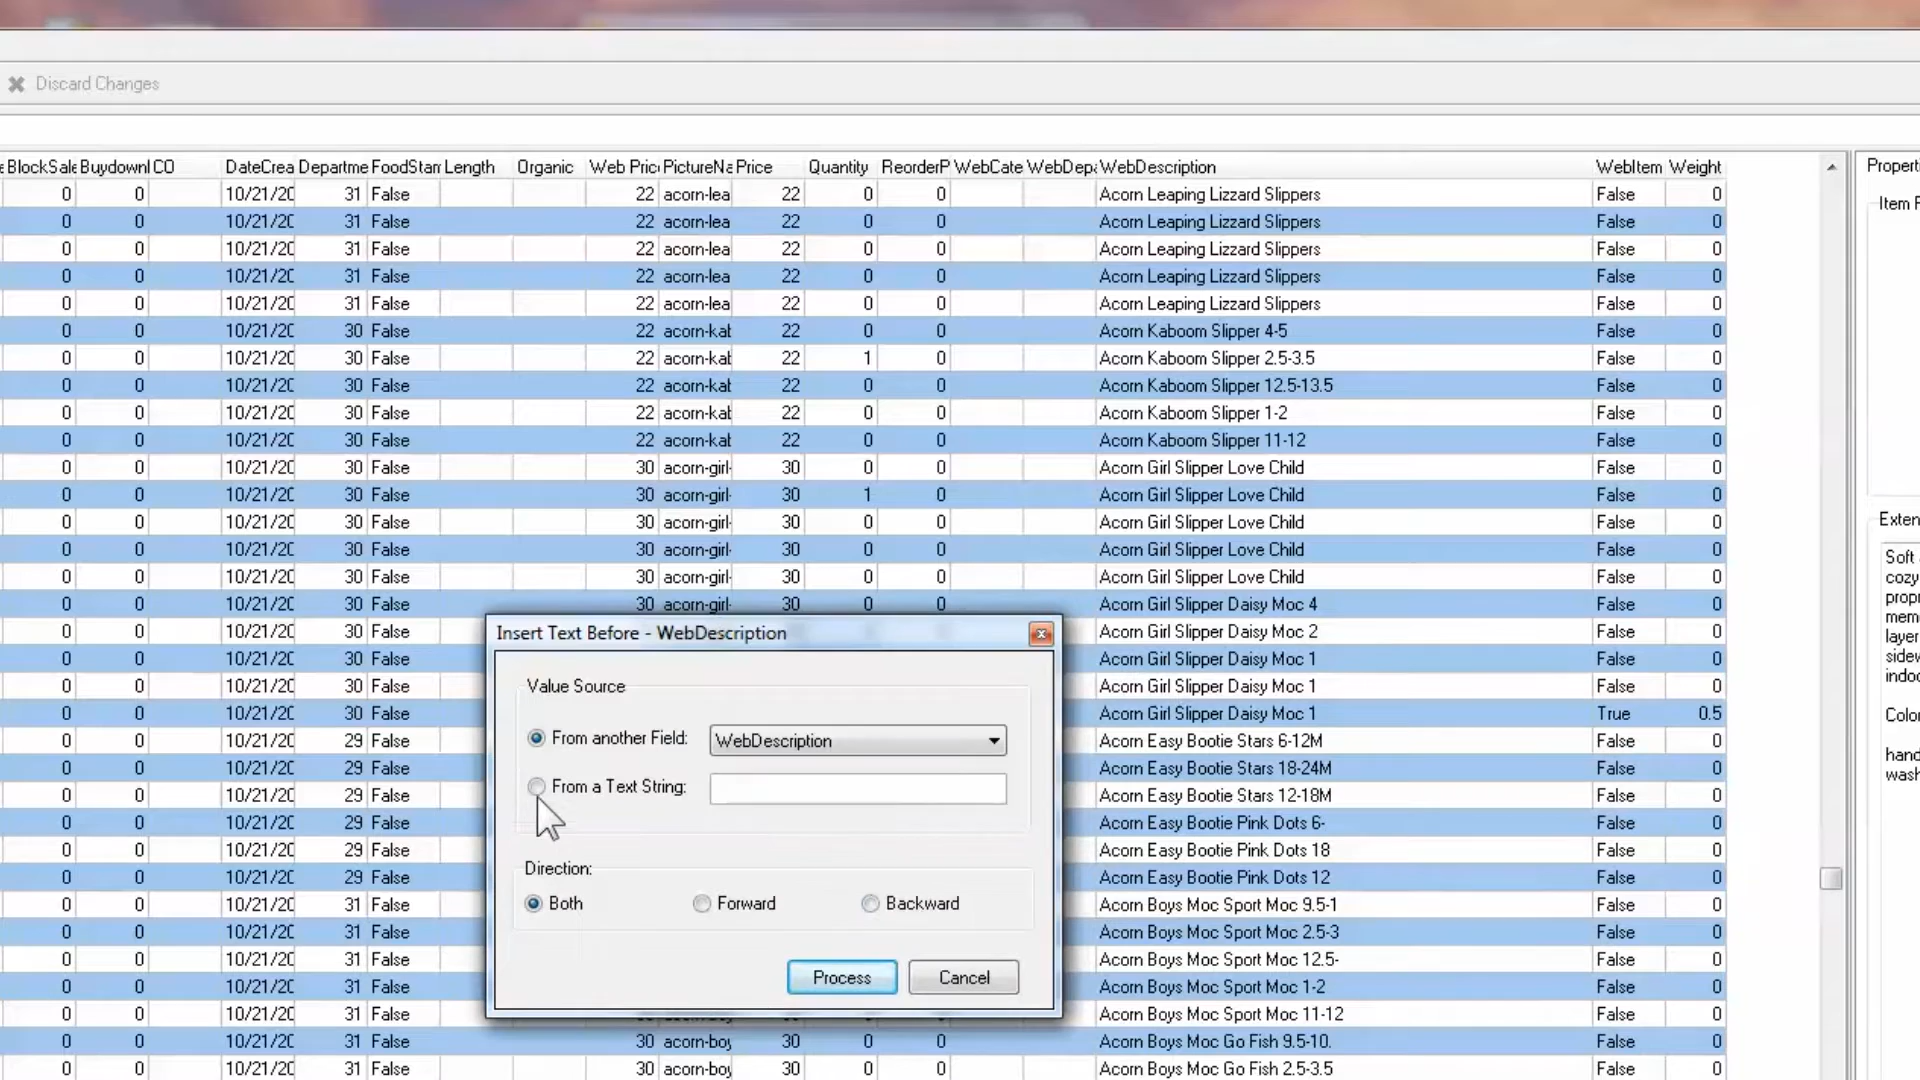 Discard Changes
BlockSale BuydownI CO DateCrea Departme FoodStar Length Organic Web Pric PictureNa Price Quantity ReorderP WebCate WebDepa WebDescription WebItem Weight
0 0 10/21/20 31 False 22 acorn-lea 22 0 0 Acorn Leaping Lizzard Slippers False 0
0 0 10/21/20 31 False 22 acorn-lea 22 0 0 Acorn Leaping Lizzard Slippers False 0
0 0 10/21/20 31 False 22 acorn-lea 22 0 0 Acorn Leaping Lizzard Slippers False 0
0 0 10/21/20 31 False 22 acorn-lea 22 0 0 Acorn Leaping Lizzard Slippers False 0
0 0 10/21/20 31 False 22 acorn-lea 22 0 0 Acorn Leaping Lizzard Slippers False 0
0 0 10/21/20 30 False 22 acorn-kab 22 0 0 Acorn Kaboom Slipper 4-5 False 0
0 0 10/21/20 30 False 22 acorn-kab 22 1 0 Acorn Kaboom Slipper 2.5-3.5 False 0
0 0 10/21/20 30 False 22 acorn-kab 22 0 0 Acorn Kaboom Slipper 12.5-13.5 False 0
0 0 10/21/20 30 False 22 acorn-kab 22 0 0 Acorn Kaboom Slipper 1-2 False 0
0 0 10/21/20 30 False 22 acorn-kab 22 0 0 Acorn Kaboom Slipper 11-12 False 0
0 0 10/21/20 30 False 30 acorn-girl- 30 0 0 Acorn Girl Slipper Love Child False 0
0 0 10/21/20 30 False 30 acorn-girl- 30 1 0 Acorn Girl Slipper Love Child False 0
0 0 10/21/20 30 False 30 acorn-girl- 30 0 0 Acorn Girl Slipper Love Child False 0
0 0 10/21/20 30 False 30 acorn-girl- 30 0 0 Acorn Girl Slipper Love Child False 0
0 0 10/21/20 30 False 30 acorn-girl- 30 0 0 Acorn Girl Slipper Love Child False 0
0 0 10/21/20 30 False 30 acorn-girl- 30 0 0 Acorn Girl Slipper Daisy Moc 4 False 0
0 0 10/21/20 30 False Acorn Girl Slipper Daisy Moc 2 False 0
0 0 10/21/20 30 False Acorn Girl Slipper Daisy Moc 1 False 0
0 0 10/21/20 30 False Acorn Girl Slipper Daisy Moc 1 False 0
0 0 10/21/20 30 False Acorn Girl Slipper Daisy Moc 1 True 0.5
0 0 10/21/20 29 False Acorn Easy Bootie Stars 6-12M False 0
0 0 10/21/20 29 False Acorn Easy Bootie Stars 18-24M False 0
0 0 10/21/20 29 False Acorn Easy Bootie Stars 12-18M False 0
0 0 10/21/20 29 False Acorn Easy Bootie Pink Dots 6- False 0
0 0 10/21/20 29 False Acorn Easy Bootie Pink Dots 18 False 0
0 0 10/21/20 29 False Acorn Easy Bootie Pink Dots 12 False 0
0 0 10/21/20 31 False Acorn Boys Moc Sport Moc 9.5-1 False 0
0 0 10/21/20 31 False Acorn Boys Moc Sport Moc 2.5-3 False 0
0 0 10/21/20 31 False Acorn Boys Moc Sport Moc 12.5- False 0
0 0 10/21/20 31 False Acorn Boys Moc Sport Moc 1-2 False 0
0 0 10/21/20 31 False Acorn Boys Moc Sport Moc 11-12 False 0
0 0 10/21/20 31 False 30 acorn-boy 30 0 0 Acorn Boys Moc Go Fish 9.5-10. False 0
0 0 10/21/20 31 False 30 acorn-boy 30 0 0 Acorn Boys Moc Go Fish 2.5-3.5 False 0
Insert Text Before - WebDescription
Value Source
From another Field: WebDescription
From a Text String:
Direction:
Both Forward Backward
Process Cancel
Properti
Item P
Exten
Soft
cozy
propr
mem
layer
sidew
indoo
Color
hand
wash